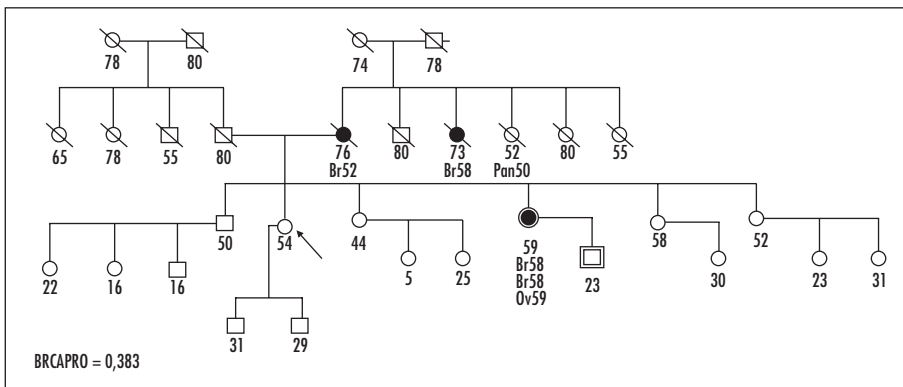 78 80 74 78
65 78 55 80 76 80 73 52 80 55
Br52 Br58 Pan50
50 54 44 59 58 52
Br58
Br58
Ov59
22 16 16 5 25 23 30 23 31
31 29
BRCAPRO = 0,383